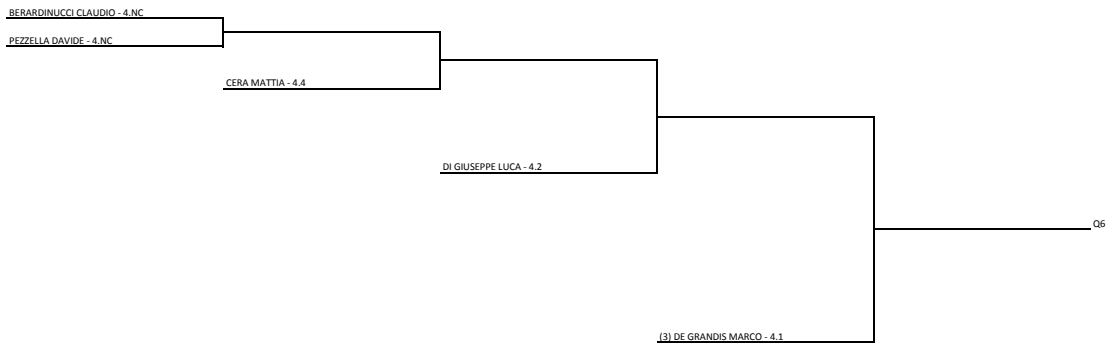 BERARDINUCCI CLAUDIO - 4.NC
PEZZELLA DAVIDE - 4.NC
CERA MATTIA - 4.4
DI GIUSEPPE LUCA - 4.2
Q6
(3) DE GRANDIS MARCO - 4.1